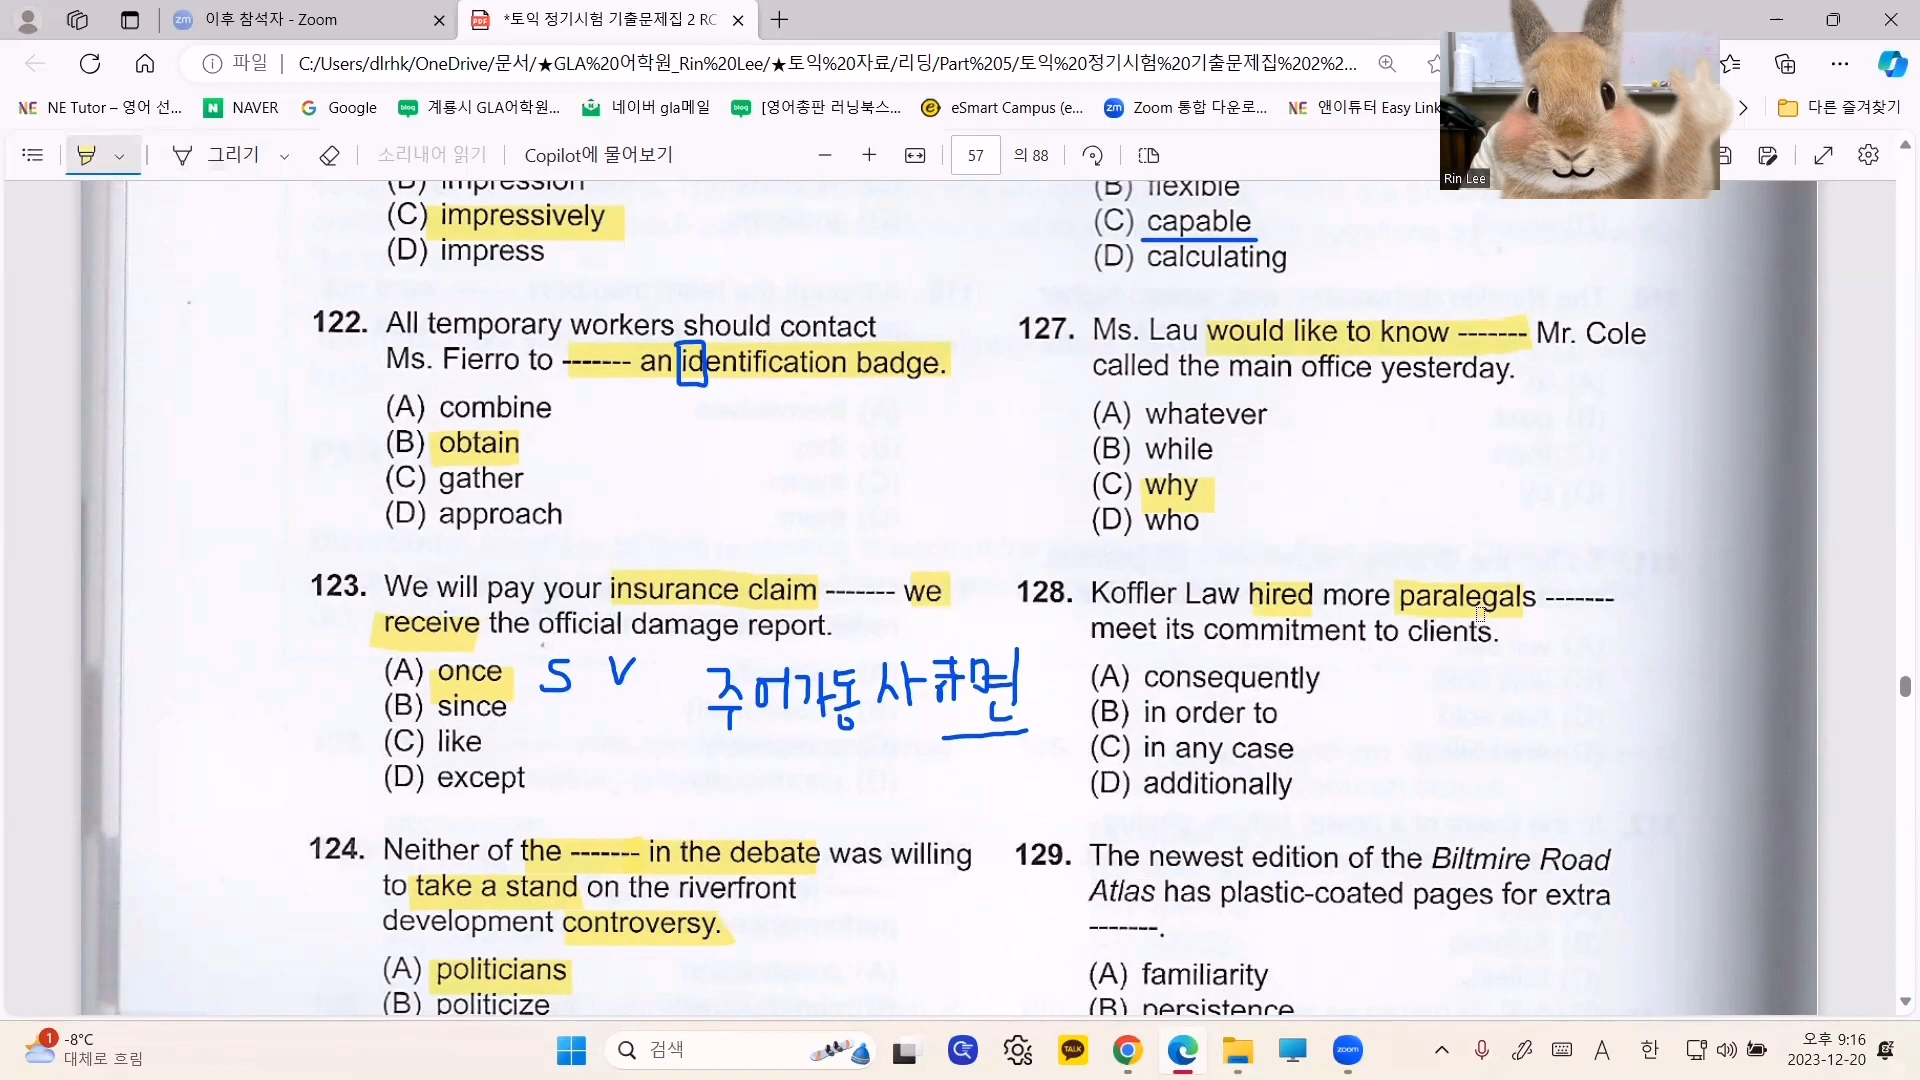 이후 참석자 - Zoom
*토익 정기시험 기출문제집 2 RC
파일 C:/Users/dlrhk/OneDrive/문서/★GLA%20어학원_Rin%20Lee/★토익%20자료/리딩/Part%205/토익%20정기시험%20기출문제집%202%2...
NE Tutor – 영어 선... NAVER Google 계룡시 GLA어학원... 네이버 gla메일 [영어총판 러닝북스... eSmart Campus (e... Zoom 통합 다운로... 앤이튜터 Easy Link 다른 즐겨찾기
그리기 소리내어 읽기 Copilot에 물어보기 57 의 88
Rin Lee
(B) impression
(C) impressively
(D) impress
122. All temporary workers should contact
Ms. Fierro to ------- an identification badge.
(A) combine
(B) obtain
(C) gather
(D) approach
123. We will pay your insurance claim ------- we
receive the official damage report.
(A) once
(B) since
(C) like
(D) except
S V 주어가동사하면
124. Neither of the ------- in the debate was willing
to take a stand on the riverfront
development controversy.
(A) politicians
(B) politicize
(B) flexible
(C) capable
(D) calculating
127. Ms. Lau would like to know ------- Mr. Cole
called the main office yesterday.
(A) whatever
(B) while
(C) why
(D) who
128. Koffler Law hired more paralegals -------
meet its commitment to clients.
(A) consequently
(B) in order to
(C) in any case
(D) additionally
129. The newest edition of the Biltmire Road
Atlas has plastic-coated pages for extra
-------.
(A) familiarity
(B) persistence
1 -8°C
대체로 흐림
검색
TALK
zoom
A 한
오후 9:16
2023-12-20